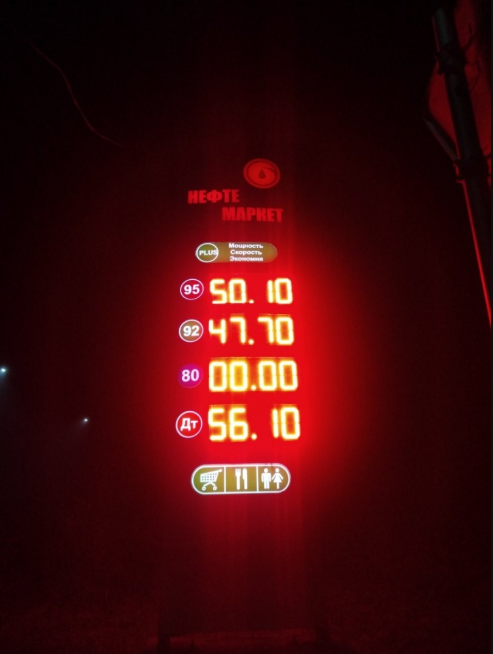 НЕФТЕ
МАРКЕТ
PLUS
Мощность
Скорость
Экономия
95 50.10
92 47.70
80 00.00
Дт 56.10